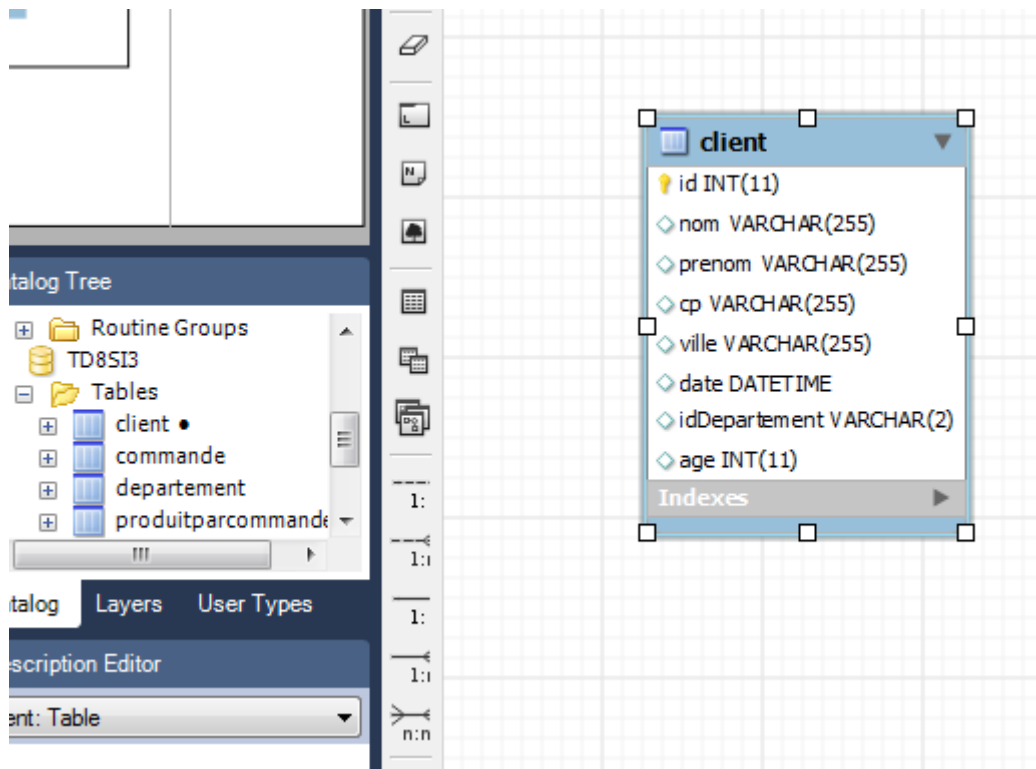 client
id INT(11)
nom VARCHAR(255)
prenom VARCHAR(255)
cp VARCHAR(255)
ville VARCHAR(255)
date DATETIME
idDepartement VARCHAR(2)
age INT(11)
Indexes
L
N
1:
1:
1:
1:
n:n
talog Tree
Routine Groups
TD8SI3
Tables
client
commande
departement
produitparcommande
talog Layers User Types
scription Editor
ent: Table